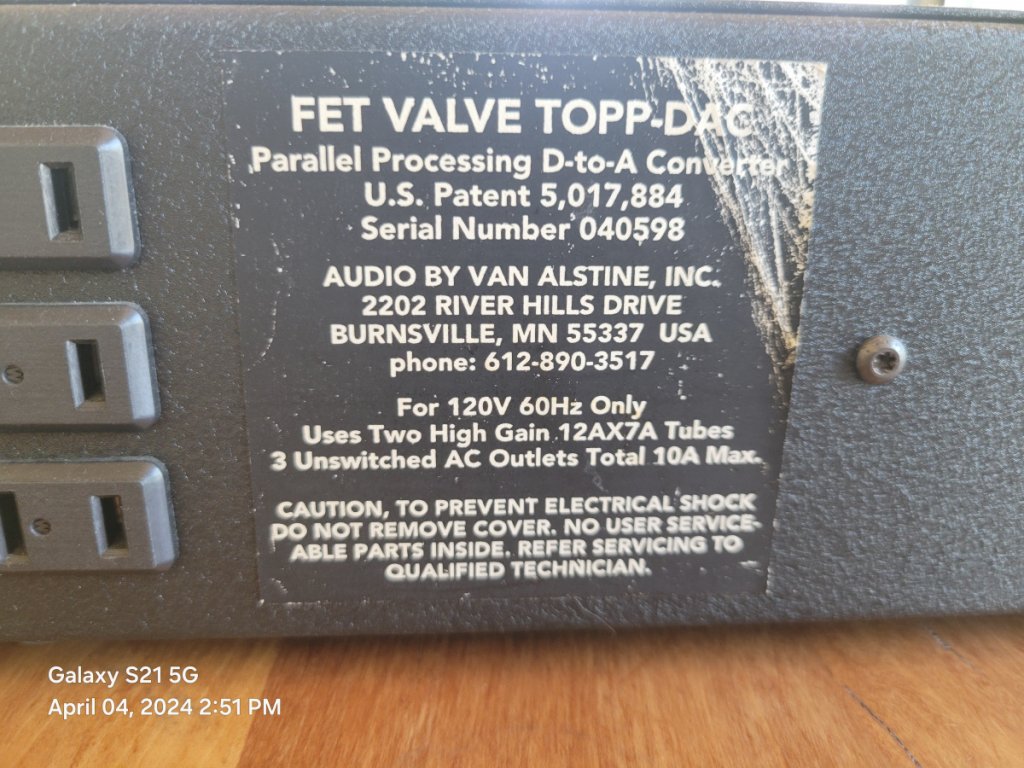 FET VALVE TOPP-DAC
Parallel Processing D-to-A Converter
U.S. Patent 5,017,884
Serial Number 040598
AUDIO BY VAN ALSTINE, INC.
2202 RIVER HILLS DRIVE
BURNSVILLE, MN 55337 USA
phone: 612-890-3517
For 120V 60Hz Only
Uses Two High Gain 12AX7A Tubes
3 Unswitched AC Outlets Total 10A Max.
CAUTION, TO PREVENT ELECTRICAL SHOCK
DO NOT REMOVE COVER. NO USER SERVICE-
ABLE PARTS INSIDE. REFER SERVICING TO
QUALIFIED TECHNICIAN.
Galaxy S21 5G
April 04, 2024 2:51 PM